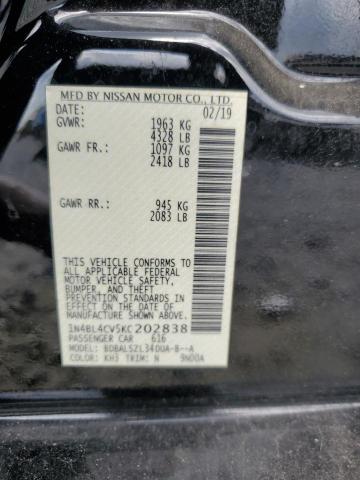 MFD BY NISSAN MOTOR CO., LTD.
DATE: 02/19
GVWR: 1963 KG
4328 LB
GAWR FR: 1097 KG
2418 LB
GAWR RR: 945 KG
2083 LB
THIS VEHICLE CONFORMS TO ALL
APPLICABLE FEDERAL MOTOR
VEHICLE SAFETY, BUMPER, AND THEFT
PREVENTION STANDARDS IN EFFECT
ON THE DATE OF
MANUFACTURE SHOWN ABOVE
1N4BL4CV5KC202838
PASSENGER CAR 616
MODEL: BDBALSZL34DUA-B--A
COLOR: KH3 TRIM: N 9N00A